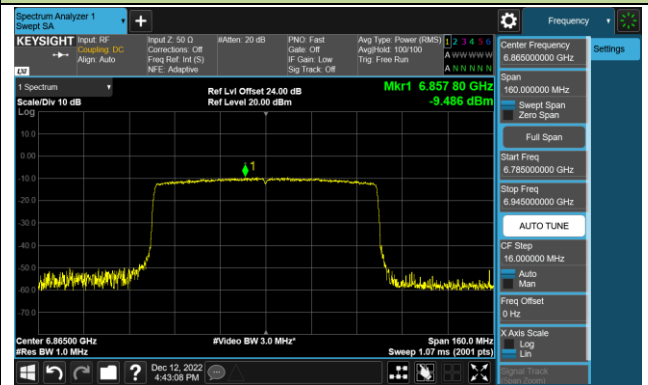 Spectrum Analyzer 1
Swept SA
Frequency
KEYSIGHT
Input: RF
Coupling: DC
Align: Auto
Input Z: 50 Ω
Corrections: Off
Freq Ref: Int (S)
NFE: Adaptive
#Atten: 20 dB
PNO: Fast
Gate: Off
IF Gain: Low
Sig Track: Off
Avg Type: Power (RMS)
Avg|Hold: 100/100
Trig: Free Run
1 2 3 4 5 6
A W W W W W
A N N N N N
LXI
1 Spectrum
Scale/Div 10 dB
Log
Ref Lvl Offset 24.00 dB
Ref Level 20.00 dBm
Mkr1 6.857 80 GHz
-9.486 dBm
10.0
0.00
-10.0
-20.0
-30.0
-40.0
-50.0
-60.0
-70.0
1
Center 6.86500 GHz
#Res BW 1.0 MHz
#Video BW 3.0 MHz*
Span 160.0 MHz
Sweep 1.07 ms (2001 pts)
Dec 12, 2022
4:43:08 PM
Center Frequency
6.865000000 GHz
Settings
Span
160.000000 MHz
Swept Span
Zero Span
Full Span
Start Freq
6.785000000 GHz
Stop Freq
6.945000000 GHz
AUTO TUNE
CF Step
16.000000 MHz
Auto
Man
Freq Offset
0 Hz
X Axis Scale
Log
Lin
Signal Track
(Span Zoom)